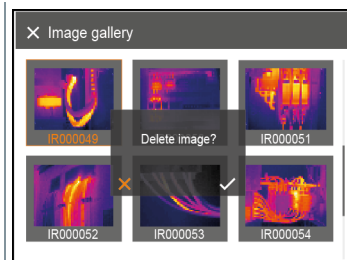 Image gallery
IR000049
Delete image?
IR000051
IR000052
IR000053
IR000054